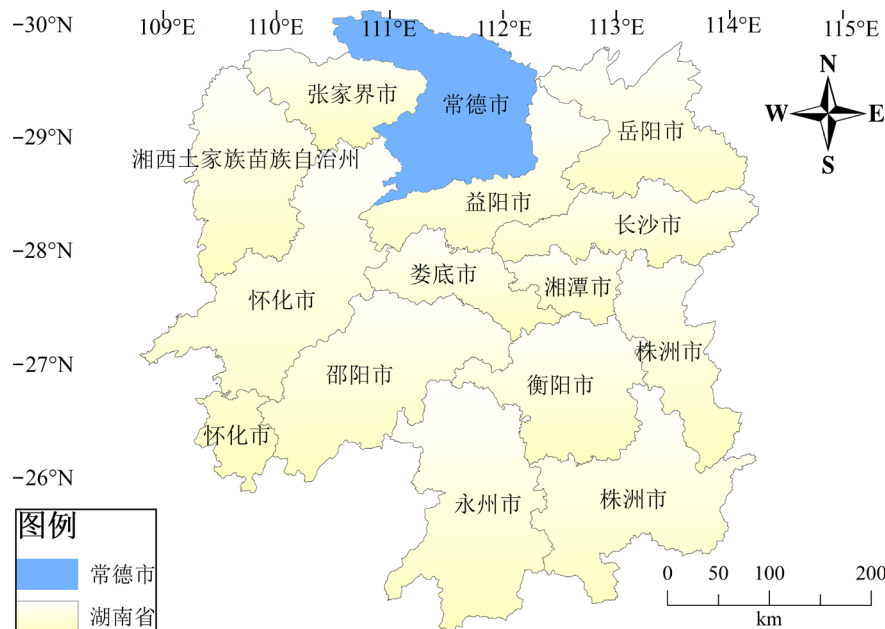 109°E 110°E 111°E 112°E 113°E 114°E 115°E
30°N
29°N
28°N
27°N
26°N
N
W E
S
张家界市
常德市
岳阳市
湘西土家族苗族自治州
益阳市
长沙市
娄底市
湘潭市
怀化市
株洲市
邵阳市
衡阳市
怀化市
永州市
株洲市
图例
常德市
湖南省
0 50 100 200
km